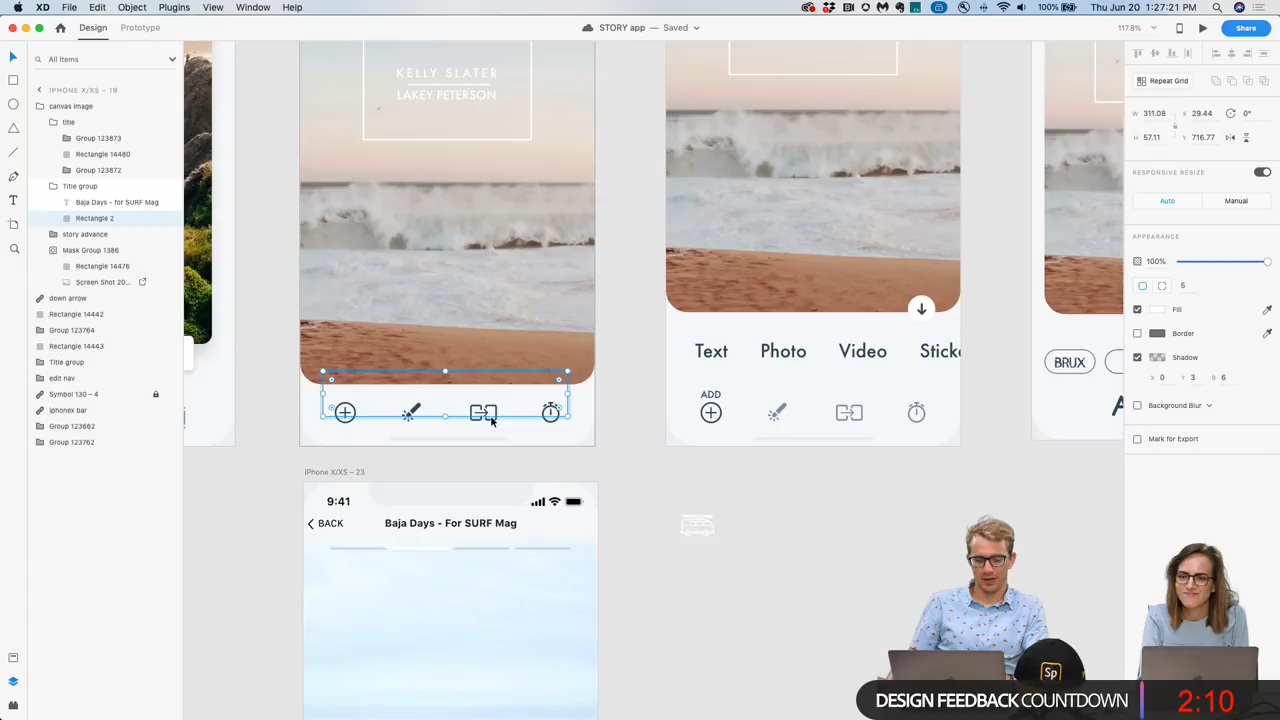 XD File Edit Object Plugins View Window Help
100% Thu Jun 20 1:27:21 PM
Design Prototype
STORY app — Saved
117.8%
Share
All Items
IPHONE X/XS – 19
canvas image
title
Group 123873
Rectangle 14480
Group 123872
Title group
Baja Days - for SURF Mag
Rectangle 2
story advance
Mask Group 1386
Rectangle 14476
Screen Shot 20...
down arrow
Rectangle 14442
Group 123764
Rectangle 14443
Title group
edit nav
Symbol 130 – 4
iphonex bar
Group 123662
Group 123762
KELLY SLATER
LAKEY PETERSON
Text Photo Video Sticke
ADD
BRUX
A
iPhone X/XS – 23
9:41
BACK
Baja Days - For SURF Mag
Repeat Grid
W 311.08 X 29.44 0°
H 57.11 Y 716.77
RESPONSIVE RESIZE
Auto Manual
APPEARANCE
100%
5
Fill
Border
Shadow
X 0 Y 3 B 6
Background Blur
Mark for Export
Sp
DESIGN FEEDBACK COUNTDOWN
2:10